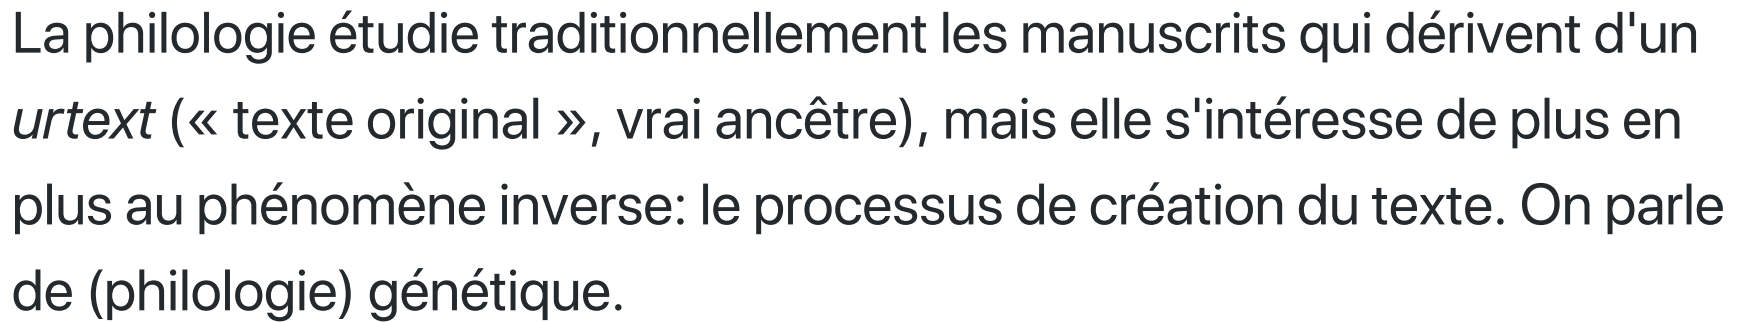 La philologie étudie traditionnellement les manuscrits qui dérivent d'un
urtext (« texte original », vrai ancêtre), mais elle s'intéresse de plus en
plus au phénomène inverse: le processus de création du texte. On parle
de (philologie) génétique.